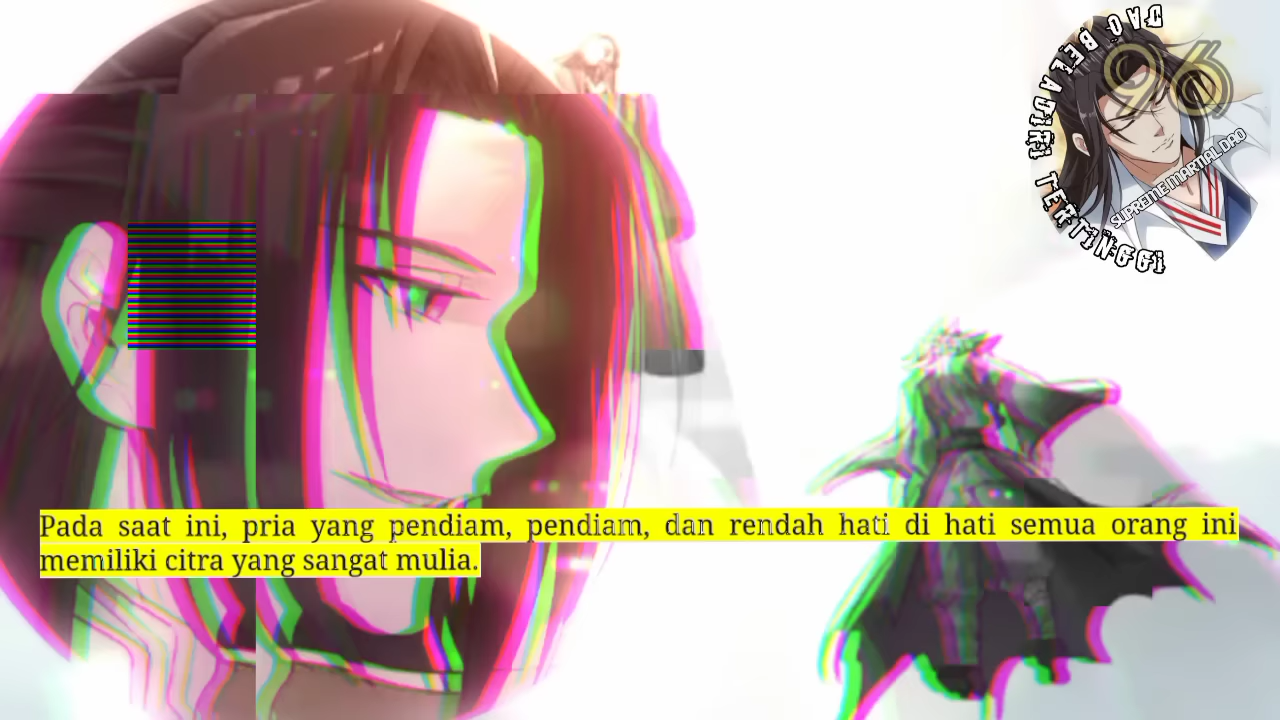 DAO BELADIRI TERTINGGI
96
SUPREME MARTIAL DAO
Pada saat ini, pria yang pendiam, pendiam, dan rendah hati di hati semua orang ini
memiliki citra yang sangat mulia.